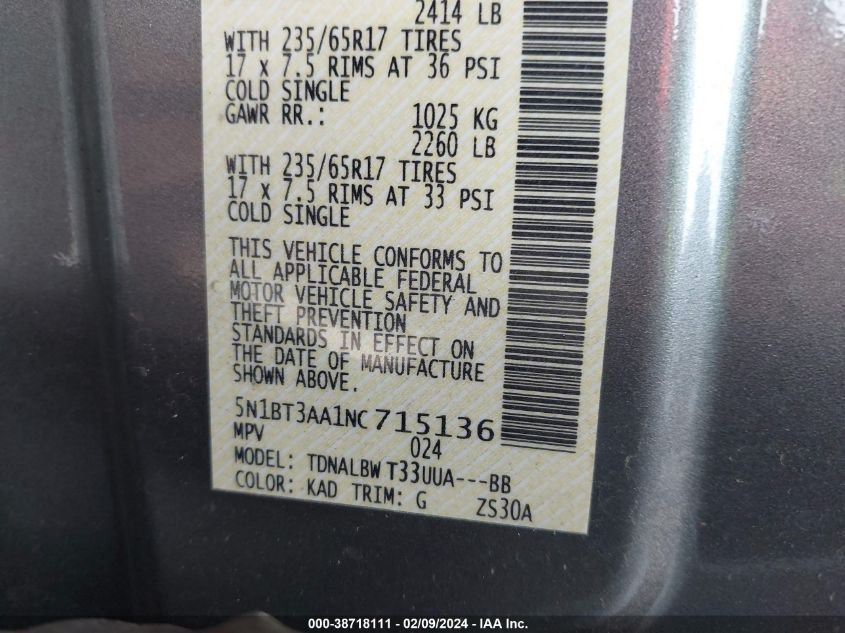 2414 LB
WITH 235/65R17 TIRES
17 x 7.5 RIMS AT 36 PSI
COLD SINGLE
GAWR RR.: 1025 KG
2260 LB
WITH 235/65R17 TIRES
17 x 7.5 RIMS AT 33 PSI
COLD SINGLE
THIS VEHICLE CONFORMS TO
ALL APPLICABLE FEDERAL
MOTOR VEHICLE SAFETY AND
THEFT PREVENTION
STANDARDS IN EFFECT ON
THE DATE OF MANUFACTURE
SHOWN ABOVE.
5N1BT3AA1NC715136
MPV 024
MODEL: TDNALBW T33UUA---BB
COLOR: KAD TRIM: G ZS30A
000-38718111 - 02/09/2024 - IAA Inc.